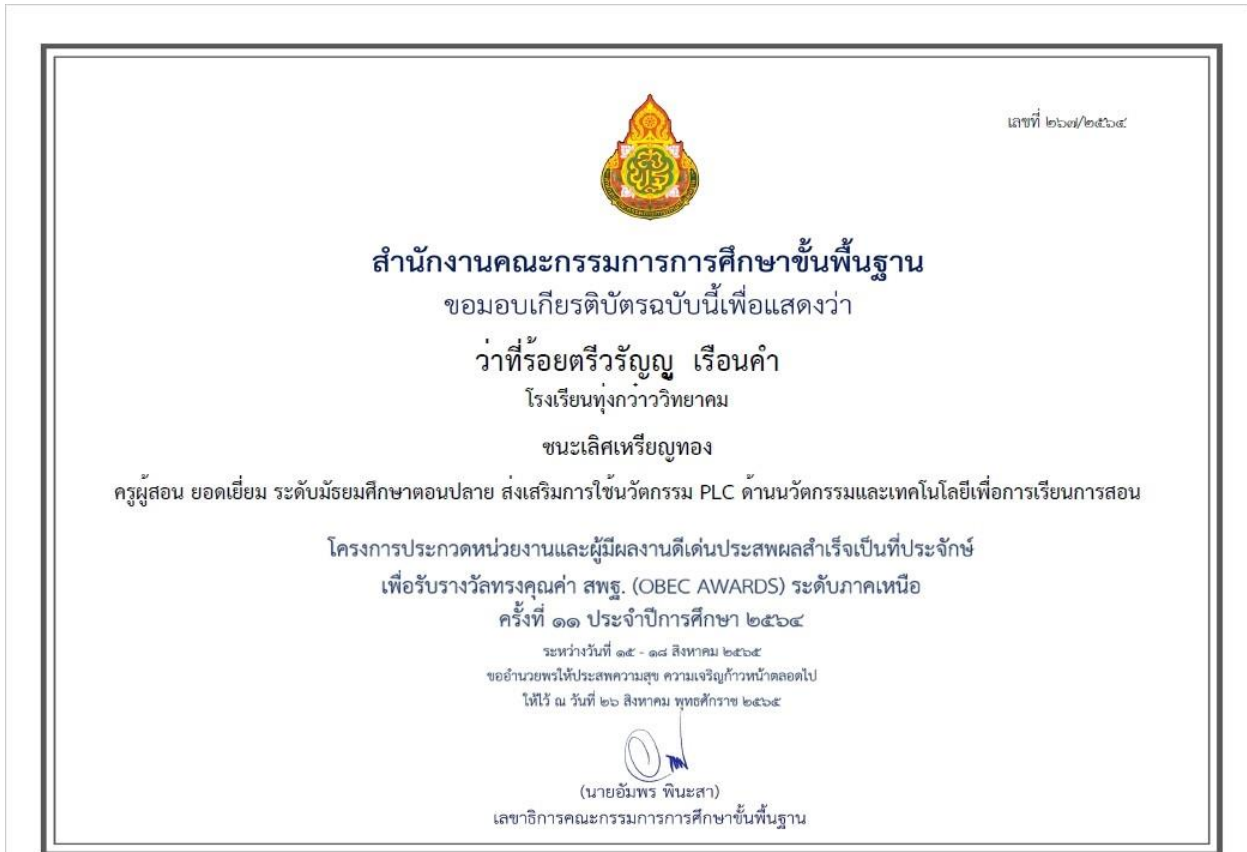 เลขที่ ๒๖๗/๒๕๖๔
สำนักงานคณะกรรมการการศึกษาขั้นพื้นฐาน
ขอมอบเกียรติบัตรฉบับนี้เพื่อแสดงว่า
ว่าที่ร้อยตรีวรัญญู เรือนคำ
โรงเรียนทุ่งกว๋าววิทยาคม
ชนะเลิศเหรียญทอง
ครูผู้สอน ยอดเยี่ยม ระดับมัธยมศึกษาตอนปลาย ส่งเสริมการใช้นวัตกรรม PLC ด้านนวัตกรรมและเทคโนโลยีเพื่อการเรียนการสอน
โครงการประกวดหน่วยงานและผู้มีผลงานดีเด่นประสพผลสำเร็จเป็นที่ประจักษ์
เพื่อรับรางวัลทรงคุณค่า สพฐ. (OBEC AWARDS) ระดับภาคเหนือ
ครั้งที่ ๑๑ ประจำปีการศึกษา ๒๕๖๔
ระหว่างวันที่ ๑๕ - ๑๘ สิงหาคม ๒๕๖๕
ขออำนวยพรให้ประสพความสุข ความเจริญก้าวหน้าตลอดไป
ให้ไว้ ณ วันที่ ๒๖ สิงหาคม พุทธศักราช ๒๕๖๕
(นายอัมพร พินะสา)
เลขาธิการคณะกรรมการการศึกษาขั้นพื้นฐาน